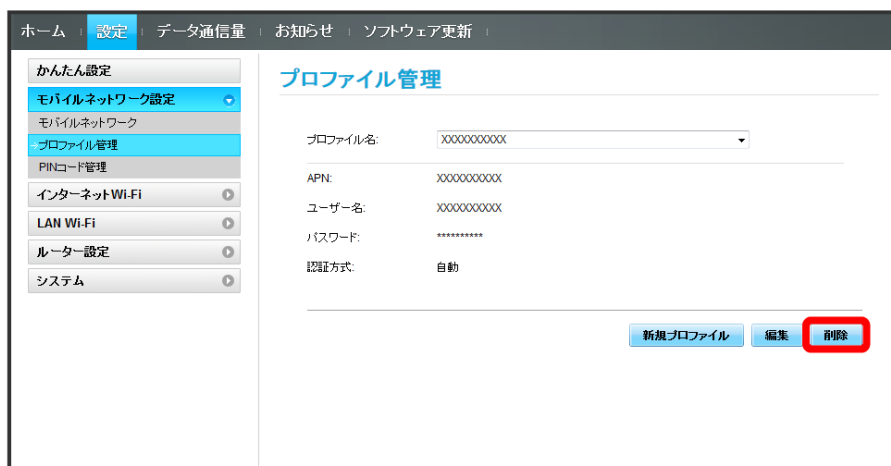 ホーム 設定 データ通信量 お知らせ ソフトウェア更新
かんたん設定
モバイルネットワーク設定
モバイルネットワーク
プロファイル管理
PINコード管理
インターネットWi-Fi
LAN Wi-Fi
ルーター設定
システム
プロファイル管理
プロファイル名: XXXXXXXXXX
APN: XXXXXXXXXX
ユーザー名: XXXXXXXXXX
パスワード: **********
認証方式: 自動
新規プロファイル 編集 削除